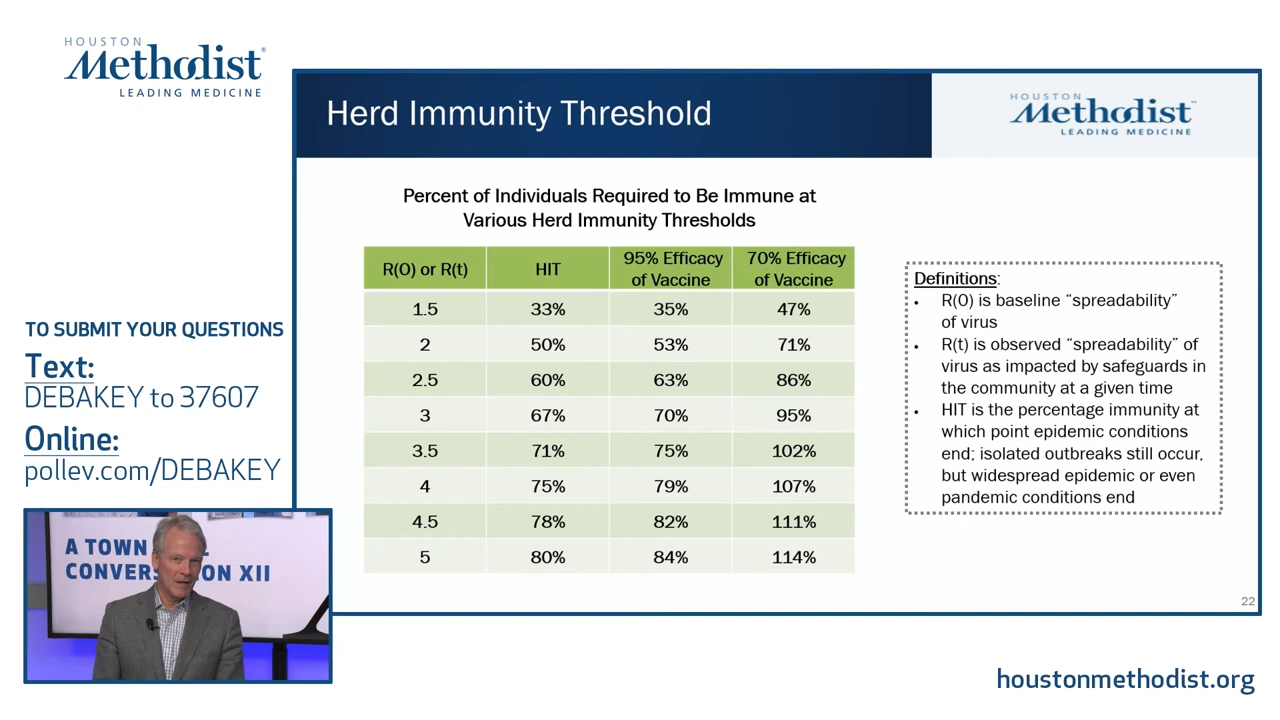 HOUSTON
Methodist
LEADING MEDICINE
Herd Immunity Threshold
HOUSTON
Methodist
LEADING MEDICINE
Percent of Individuals Required to Be Immune at
Various Herd Immunity Thresholds
R(O) or R(t) HIT 95% Efficacy of Vaccine 70% Efficacy of Vaccine
1.5 33% 35% 47%
2 50% 53% 71%
2.5 60% 63% 86%
3 67% 70% 95%
3.5 71% 75% 102%
4 75% 79% 107%
4.5 78% 82% 111%
5 80% 84% 114%
Definitions:
• R(O) is baseline “spreadability”
of virus
• R(t) is observed “spreadability” of
virus as impacted by safeguards in
the community at a given time
• HIT is the percentage immunity at
which point epidemic conditions
end; isolated outbreaks still occur,
but widespread epidemic or even
pandemic conditions end
22
TO SUBMIT YOUR QUESTIONS
Text:
DEBAKEY to 37607
Online:
pollev.com/DEBAKEY
A TOWN
CONVERS ON XII
houstonmethodist.org